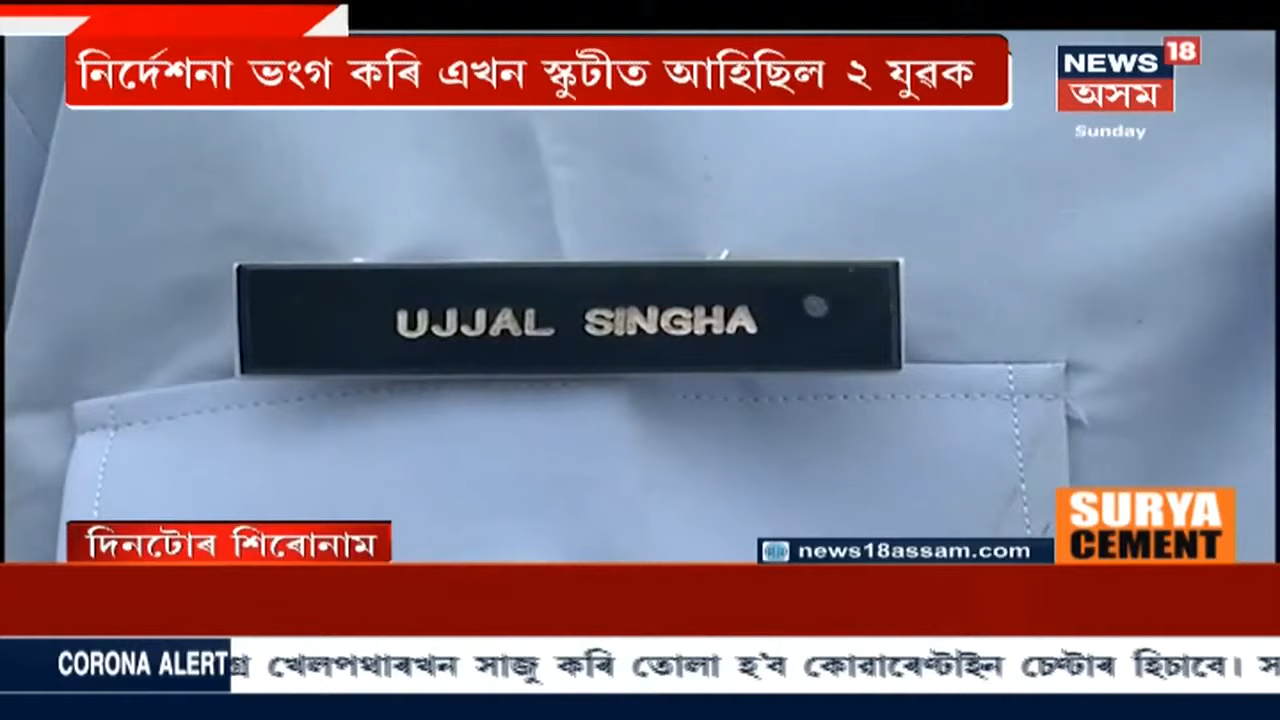 নিৰ্দেশনা ভংগ কৰি এখন স্কুটীত আহিছিল ২ যুৱক
NEWS 18
অসম
Sunday
UJJAL SINGHA
SURYA
CEMENT
দিনটোৰ শিৰোনাম
news18assam.com
CORONA ALERT
খেলপথাৰখন সাজু কৰি তোলা হ'ব কোৱাৰেণ্টাইন চেণ্টাৰ হিচাবে।